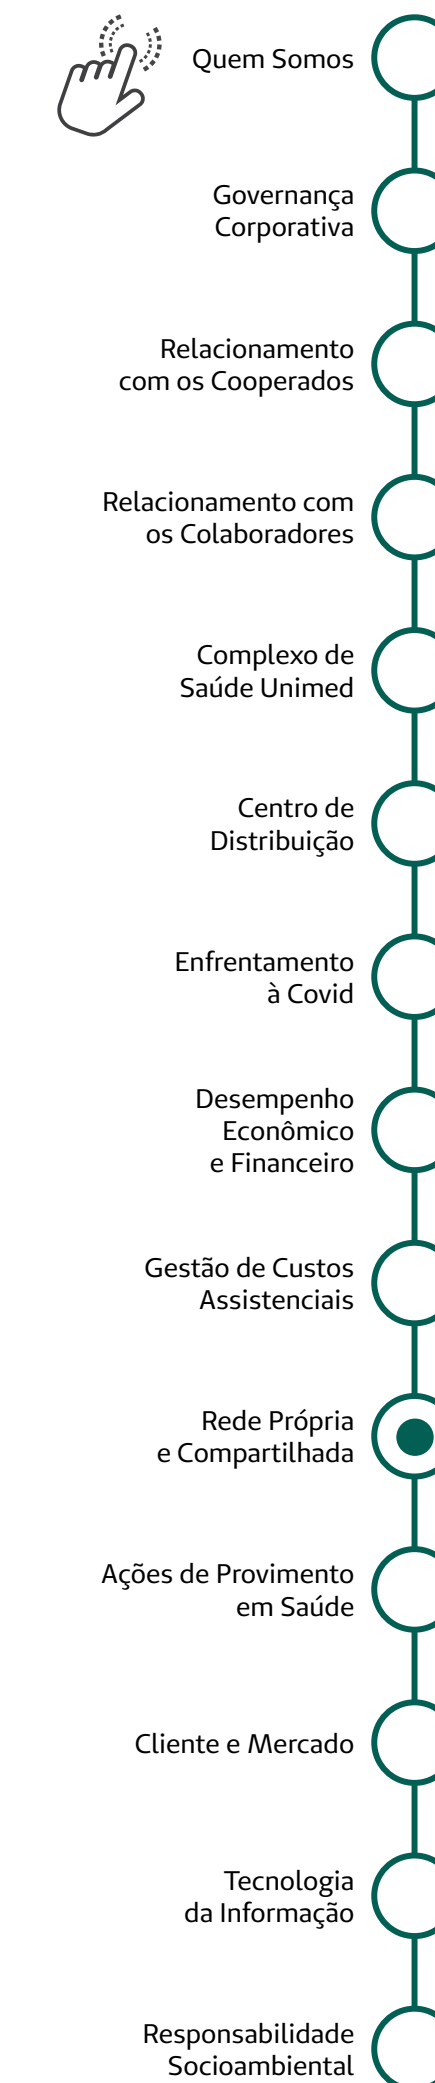 Quem Somos
Governança
Corporativa
Relacionamento
com os Cooperados
Relacionamento com
os Colaboradores
Complexo de
Saúde Unimed
Centro de
Distribuição
Enfrentamento
à Covid
Desempenho
Econômico
e Financeiro
Gestão de Custos
Assistenciais
Rede Própria
e Compartilhada
Ações de Provimento
em Saúde
Cliente e Mercado
Tecnologia
da Informação
Responsabilidade
Socioambiental